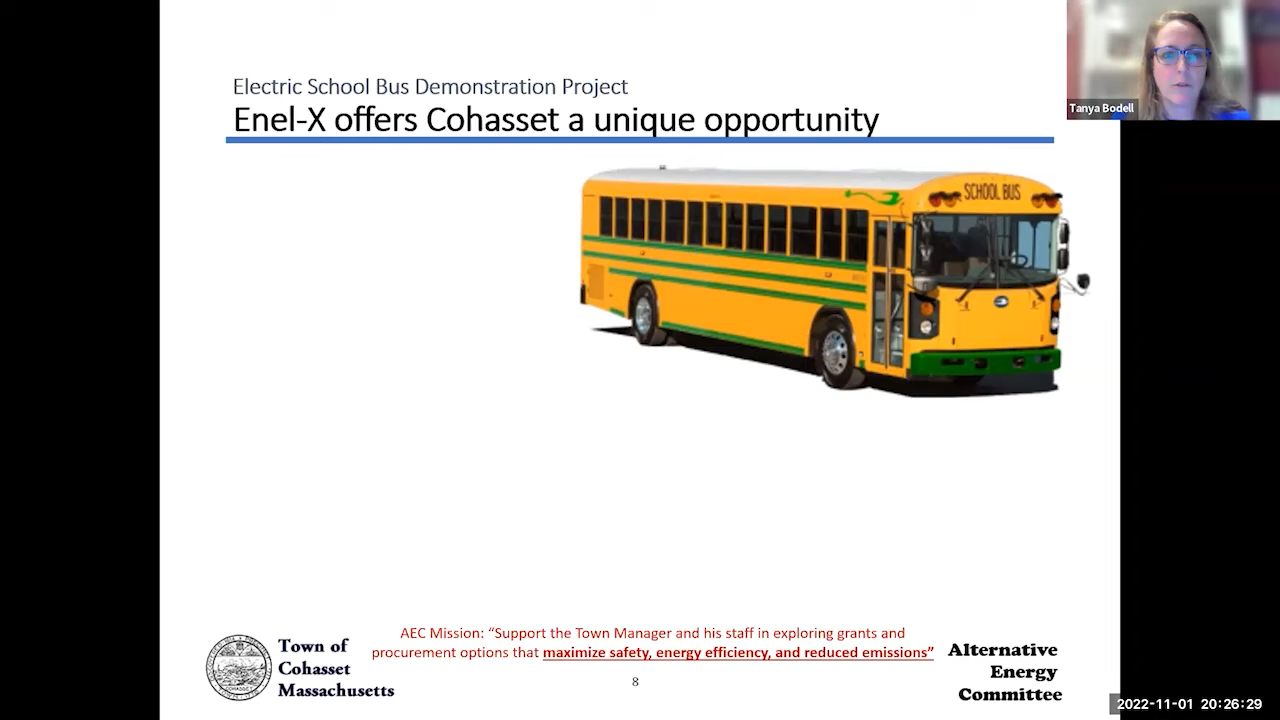 Electric School Bus Demonstration Project
Enel-X offers Cohasset a unique opportunity
Tanya Bodell
SCHOOL BUS
AEC Mission: “Support the Town Manager and his staff in exploring grants and
procurement options that maximize safety, energy efficiency, and reduced emissions”
Town of
Cohasset
Massachusetts
Alternative
Energy
Committee
8
2022-11-01 20:26:29